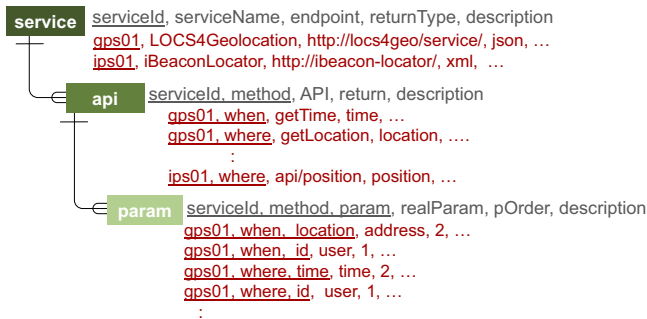 service serviceId, serviceName, endpoint, returnType, description
gps01, LOCS4Geolocation, http://locs4geo/service/, json, …
ips01, iBeaconLocator, http://ibeacon-locator/, xml, …
api serviceId, method, API, return, description
gps01, when, getTime, time, …
gps01, where, getLocation, location, ….
:
ips01, where, api/position, position, …
param serviceId, method, param, realParam, pOrder, description
gps01, when, location, address, 2, …
gps01, when, id, user, 1, …
gps01, where, time, time, 2, …
gps01, where, id, user, 1, …
: